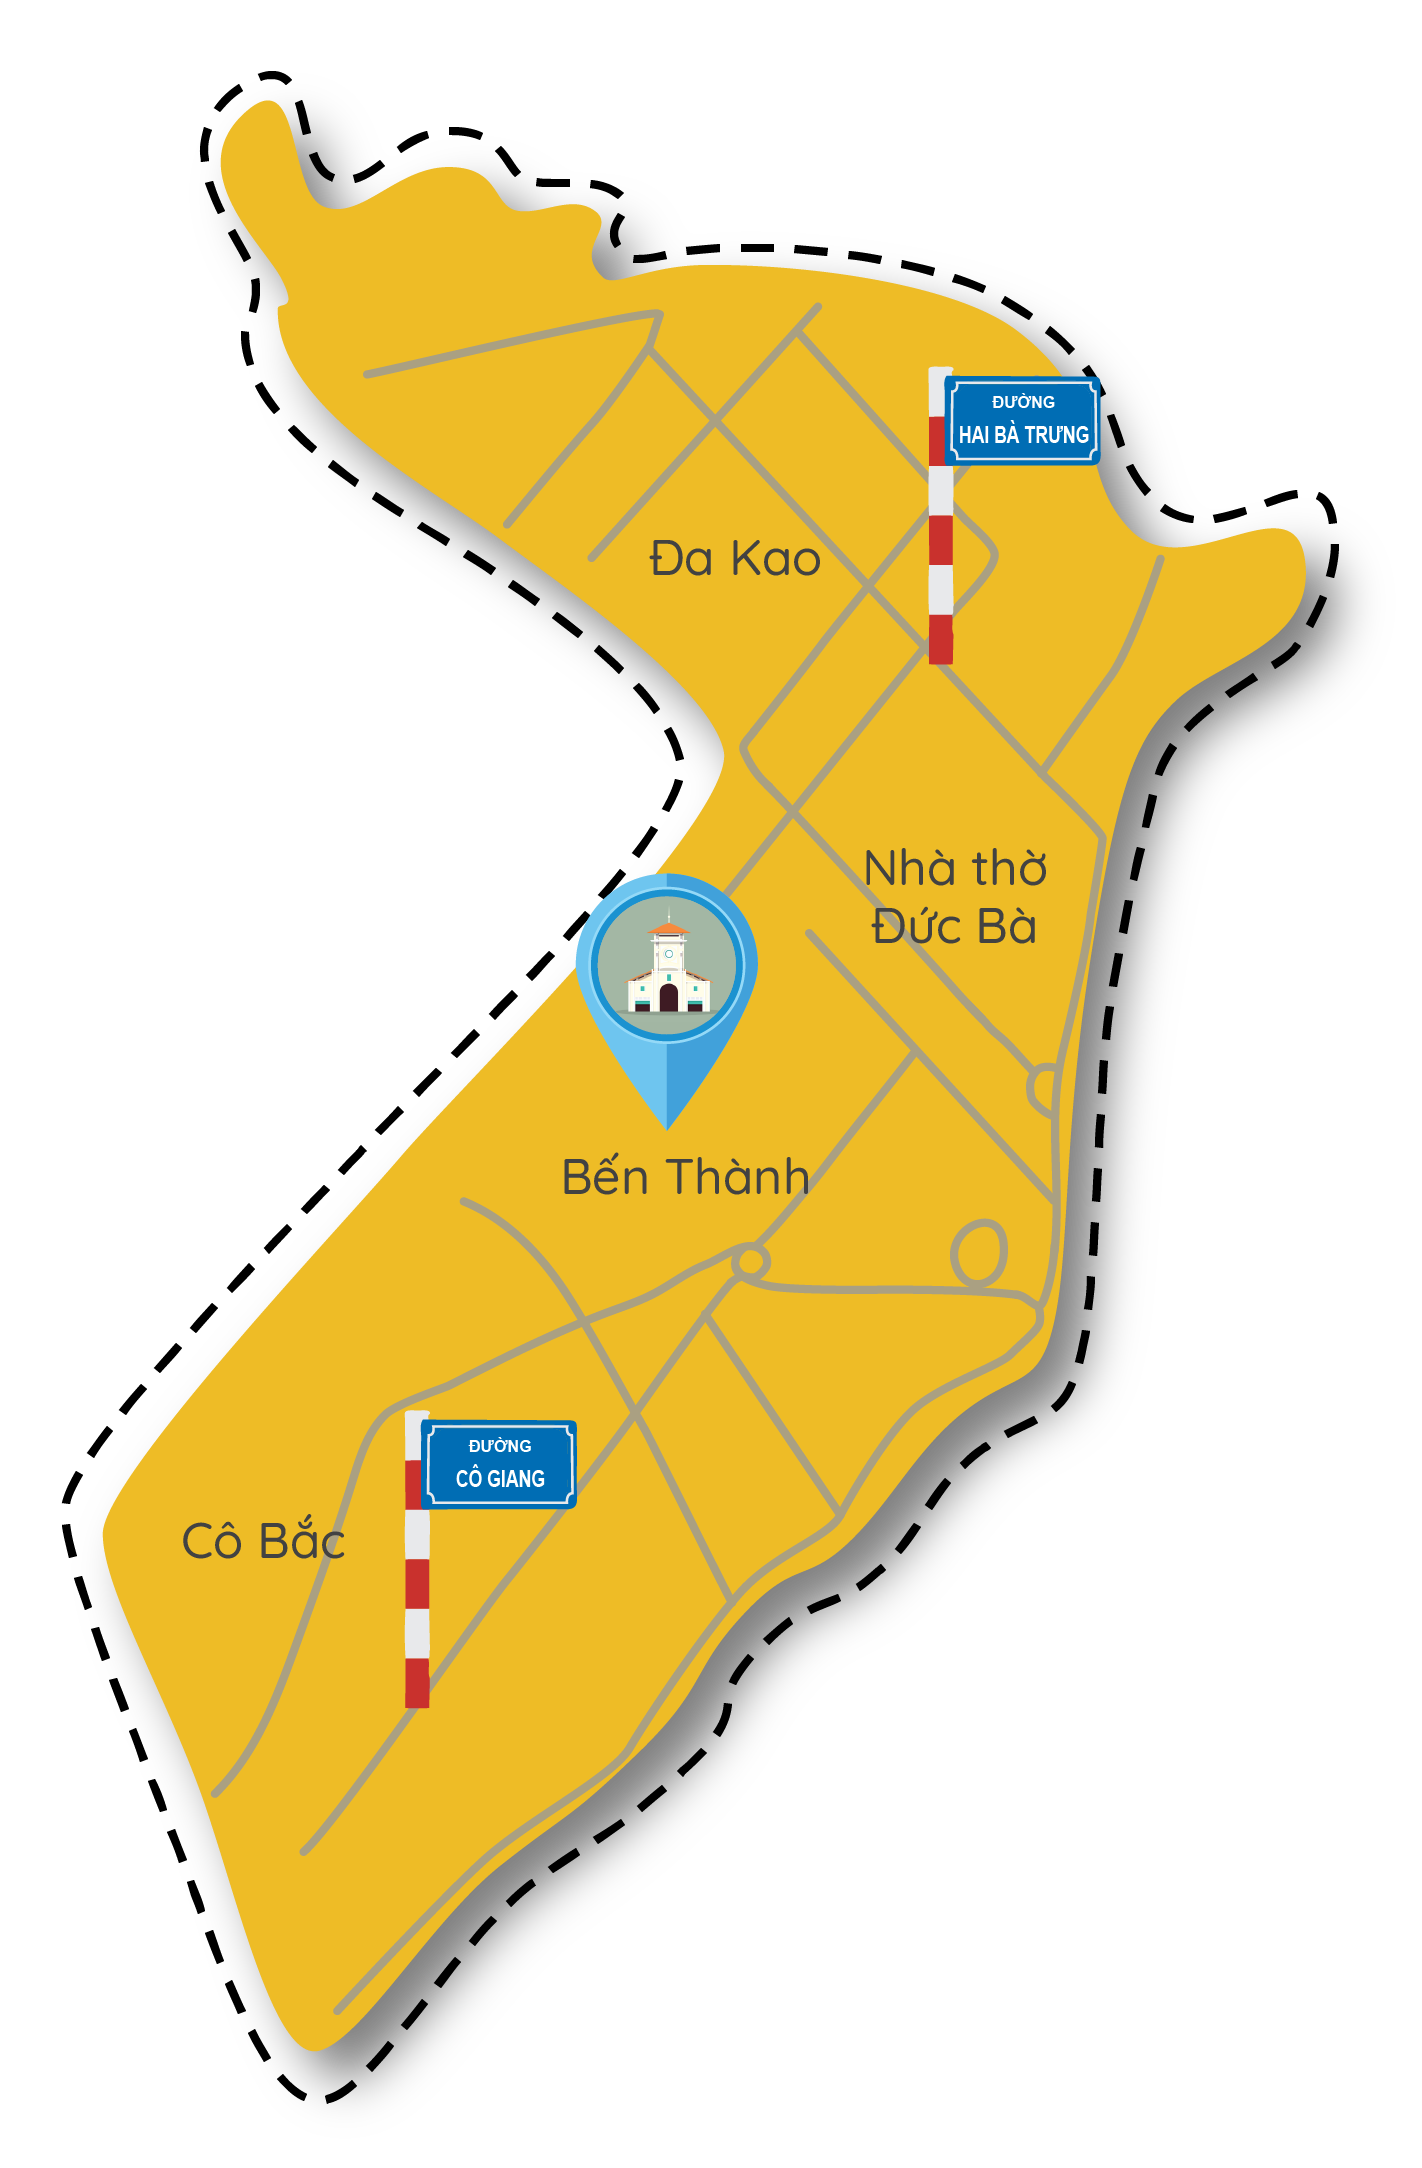 ĐƯỜNG
HAI BÀ TRƯNG
Đa Kao
Nhà thờ
Đức Bà
Bến Thành
ĐƯỜNG
CÔ GIANG
Cô Bắc